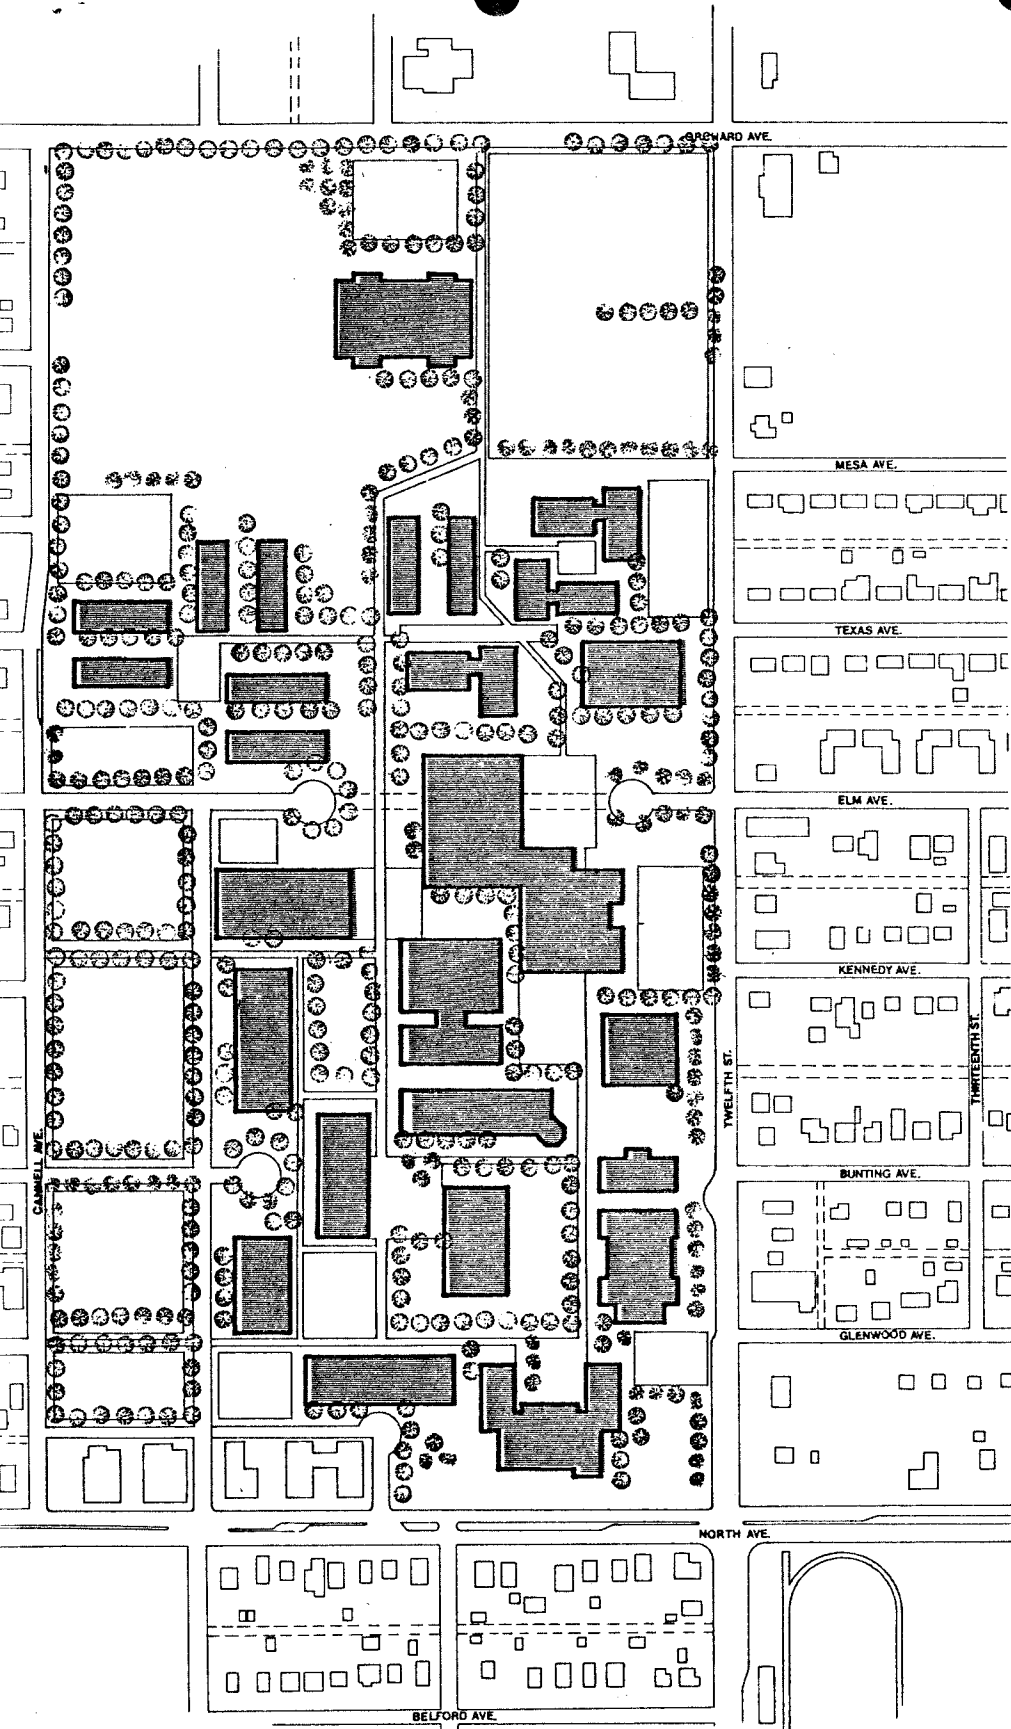 ORCHARD AVE.
MESA AVE.
TEXAS AVE.
ELM AVE.
KENNEDY AVE.
THIRTEENTH ST.
TWELFTH ST.
CANNELL AVE.
BUNTING AVE.
GLENWOOD AVE.
NORTH AVE.
BELFORD AVE.